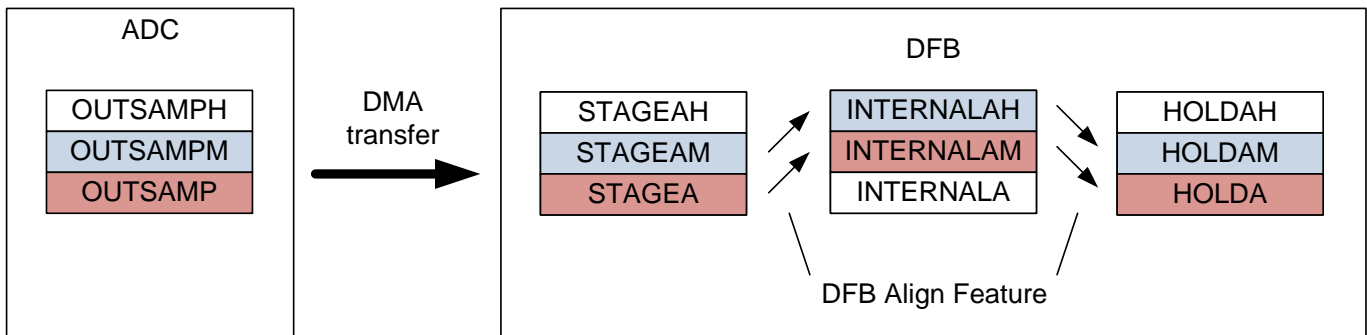 ADC
OUTSAMPH
OUTSAMPM
OUTSAMP
DMA
transfer
DFB
STAGEAH
STAGEAM
STAGEA
INTERNALAH
INTERNALAM
INTERNALA
HOLDAH
HOLDAM
HOLDA
DFB Align Feature